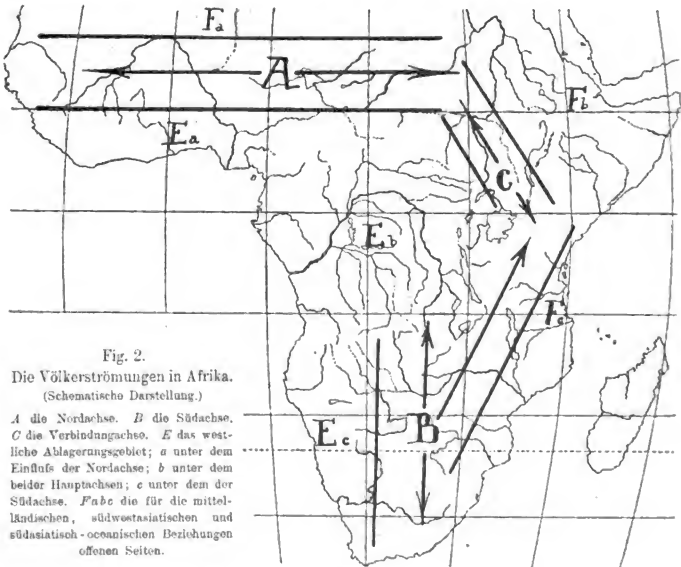 Fa
A
Ea
Fb
C
E.b
Fc
Ec
B
Fig. 2.
Die Völkerströmungen in Afrika.
(Schematische Darstellung.)
A die Nordachse. B die Südachse.
C die Verbindungachse. E das west-
liche Ablagerungsgebiet; a unter dem
Einfluſs der Nordachse; b unter dem
beider Hauptachsen; c unter dem der
Südachse. Fabc die für die mittel-
ländischen, südwestasiatischen und
südasiatisch-oceanischen Beziehungen
offenen Seiten.